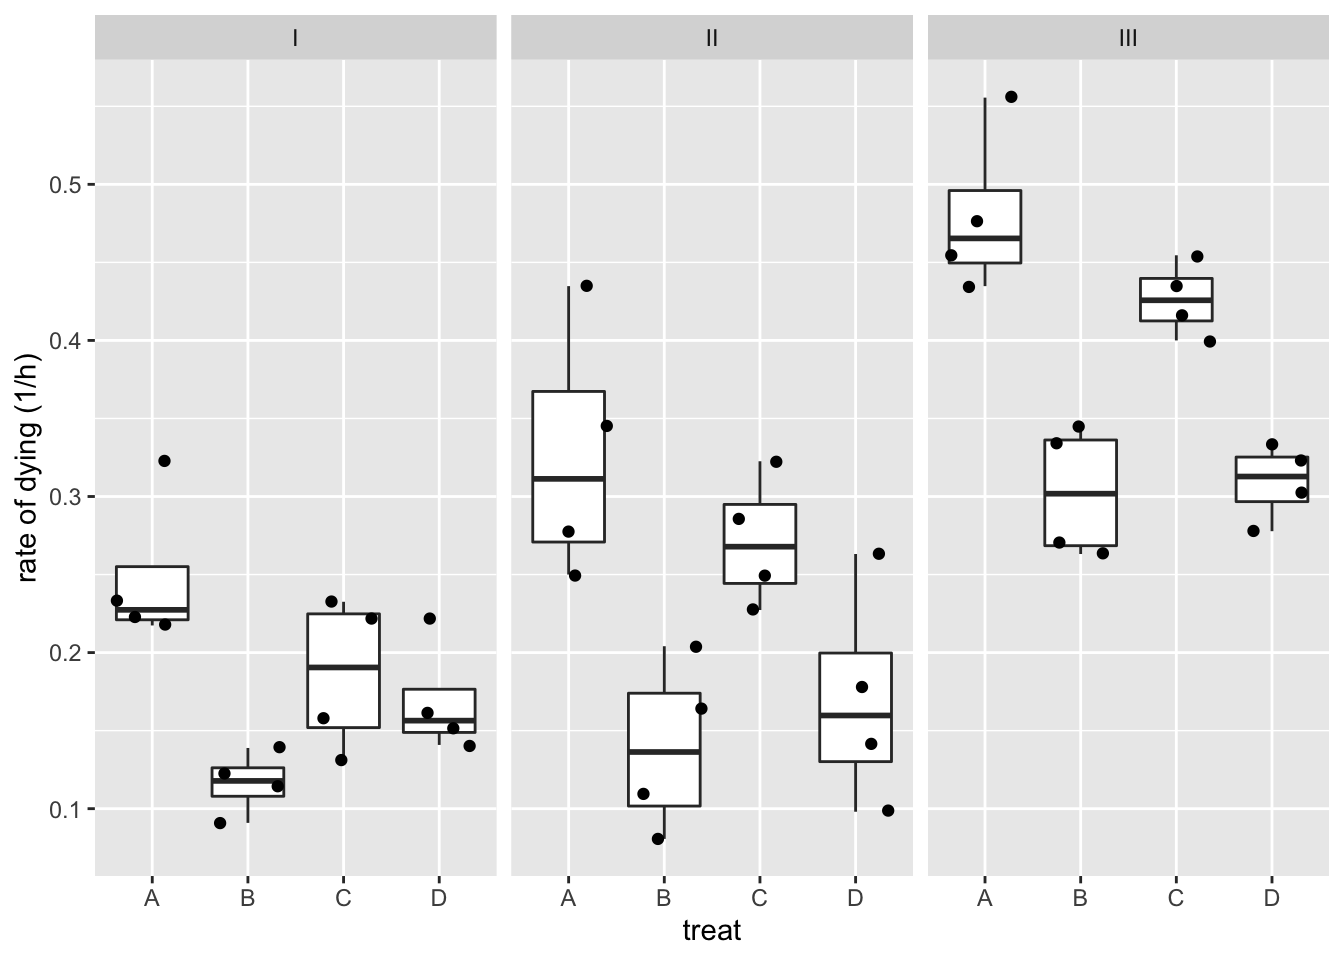 I II III
rate of dying (1/h)
0.5
0.4
0.3
0.2
0.1
A B C D A B C D A B C D
treat